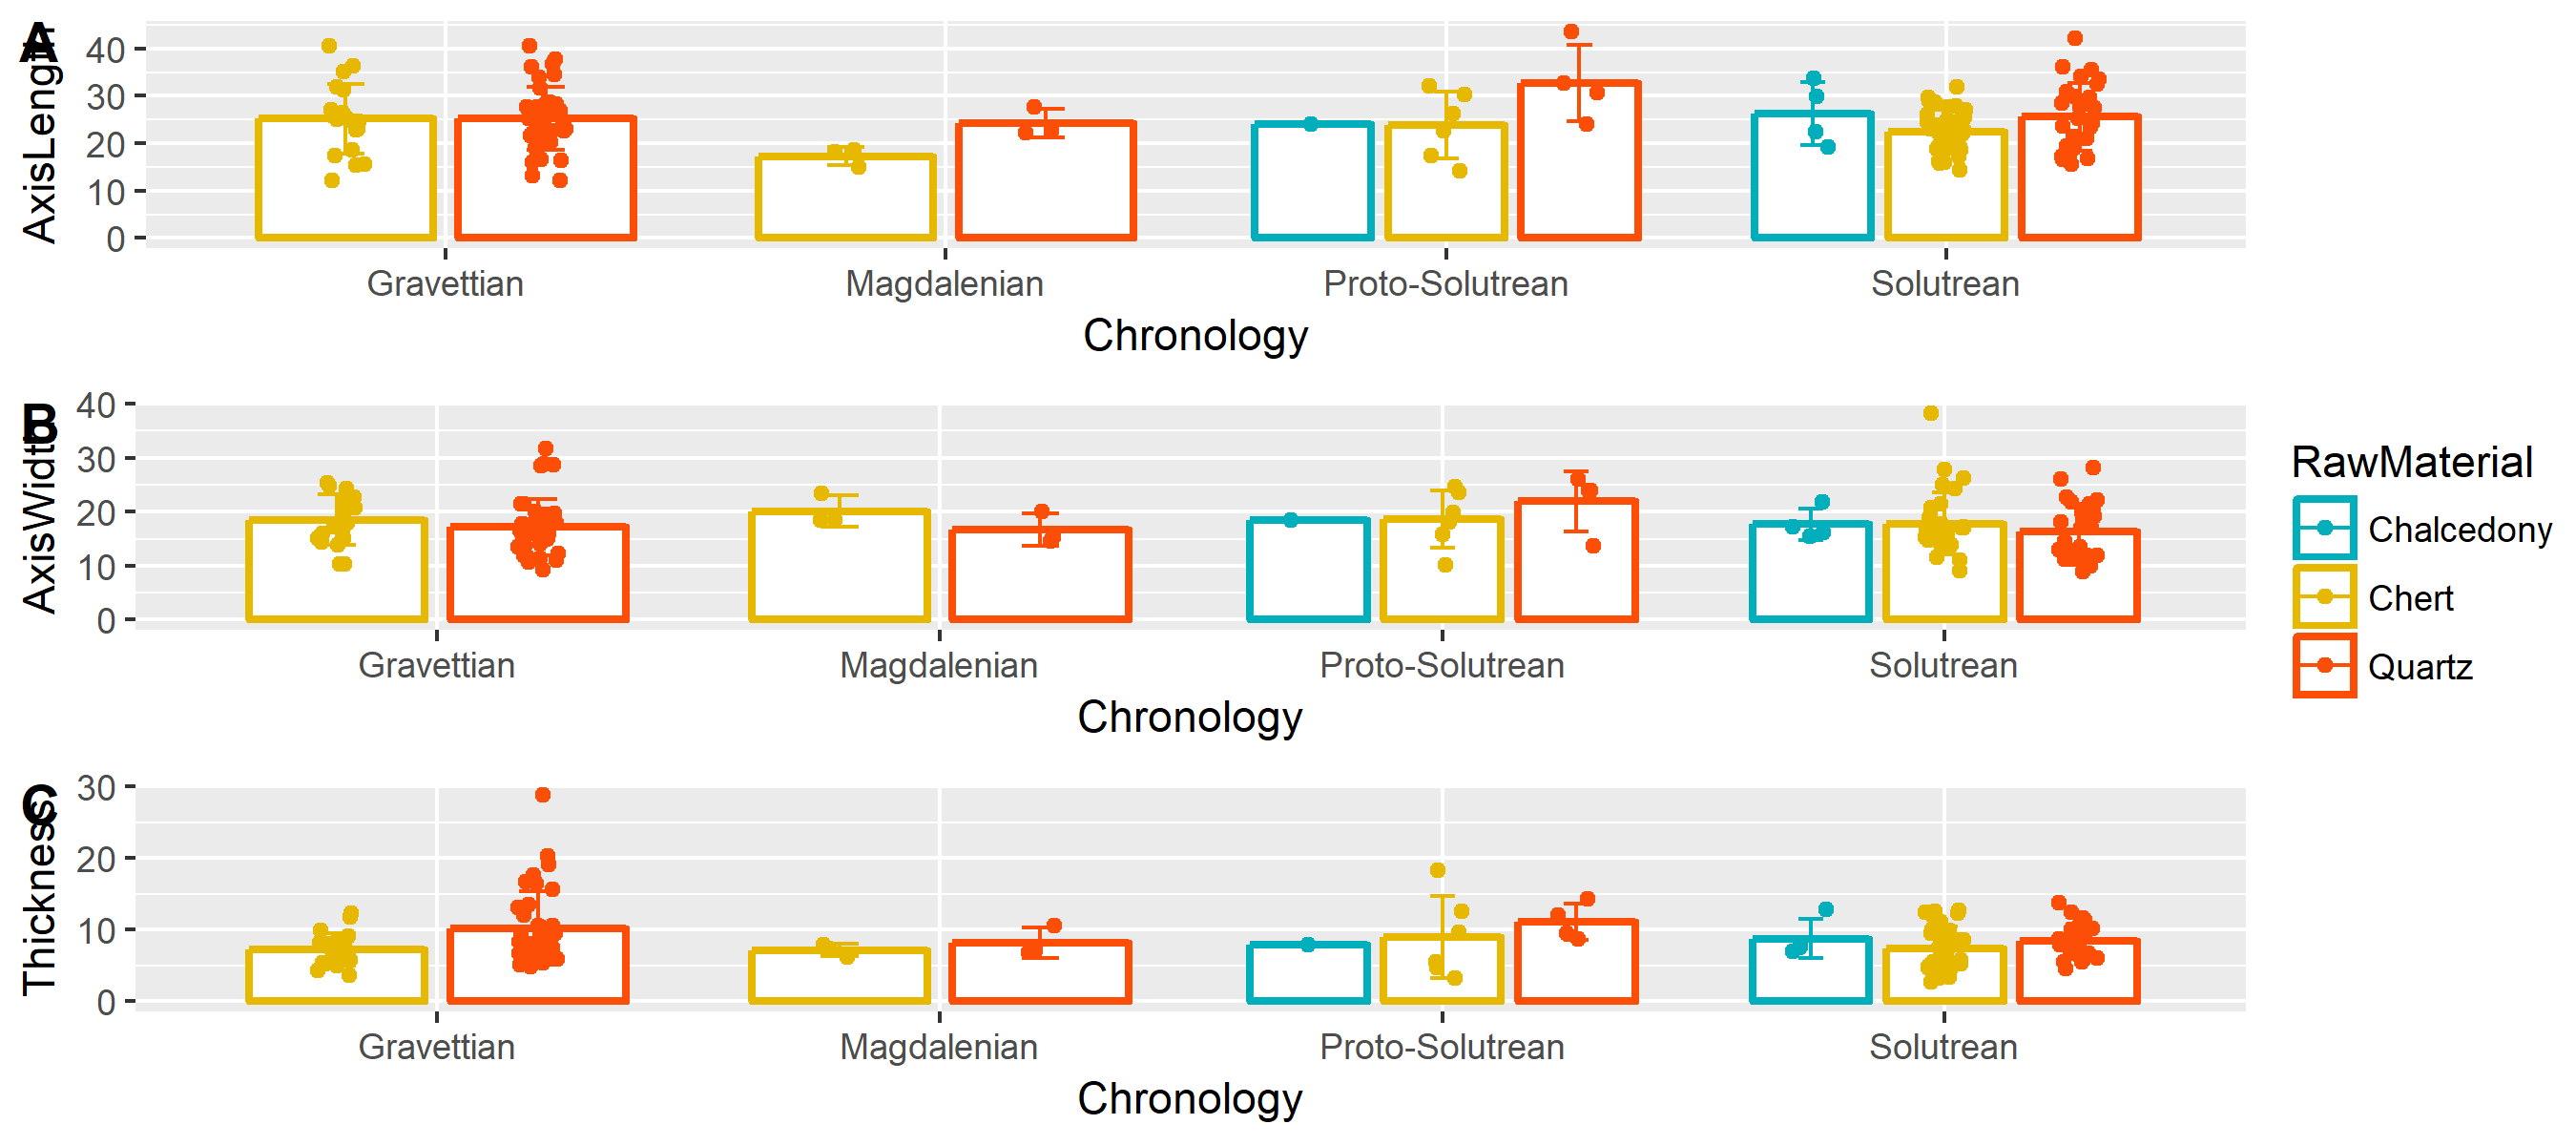 A
AxisLength
40
30
20
10
0
Gravettian Magdalenian Proto-Solutrean Solutrean
Chronology
B
AxisWidth
40
30
20
10
0
Gravettian Magdalenian Proto-Solutrean Solutrean
Chronology
C
Thickness
30
20
10
0
Gravettian Magdalenian Proto-Solutrean Solutrean
Chronology
RawMaterial
Chalcedony
Chert
Quartz